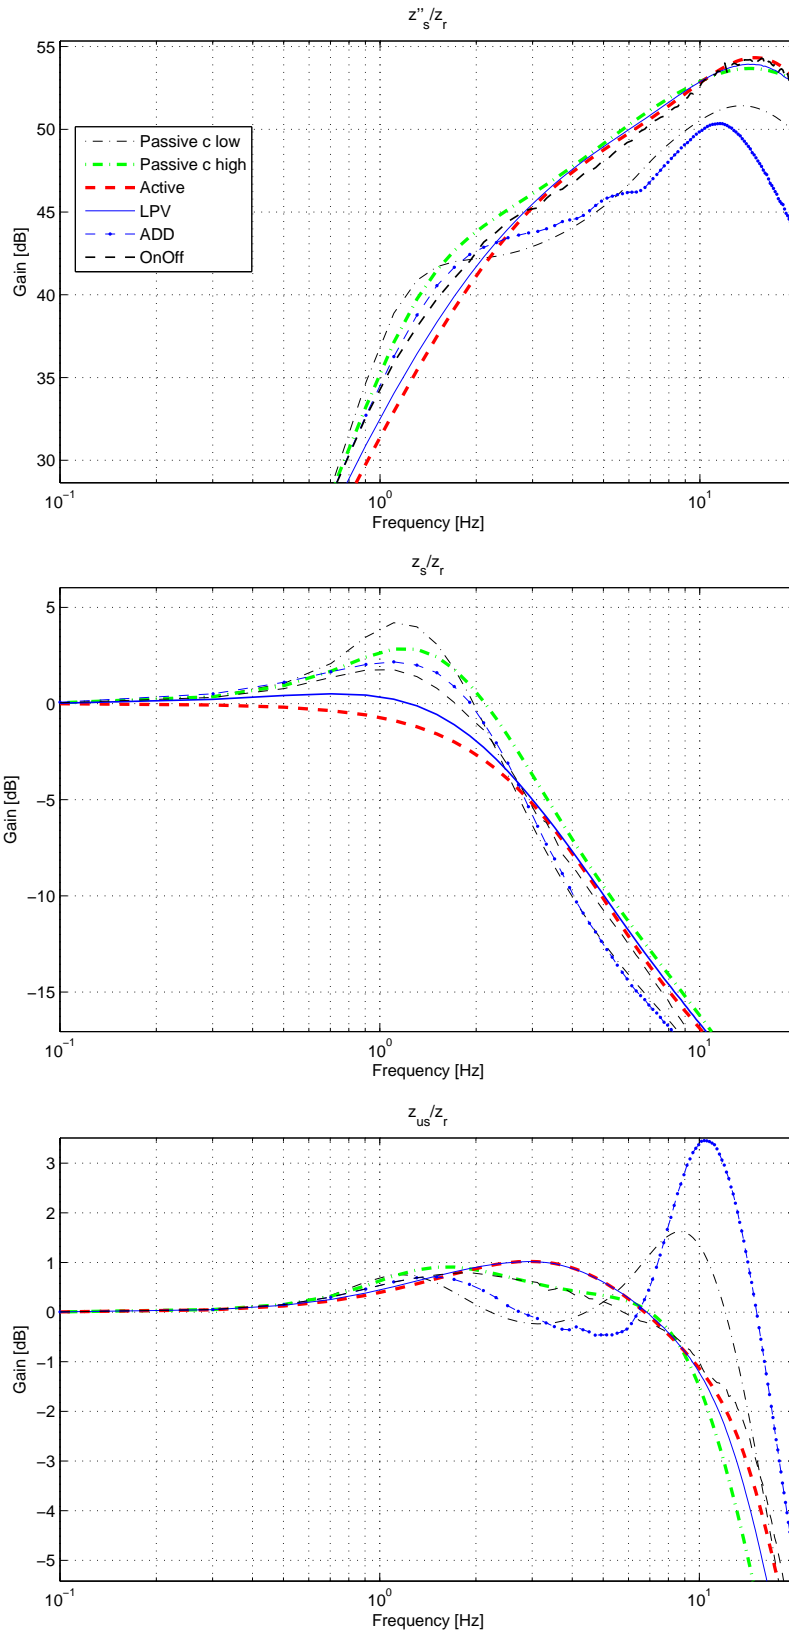 z''s/zr
55
50
45
40
35
30
Gain [dB]
Passive c low
Passive c high
Active
LPV
ADD
OnOff
10−1
100
101
Frequency [Hz]
zs/zr
5
0
−5
−10
−15
Gain [dB]
10−1
100
101
Frequency [Hz]
zus/zr
3
2
1
0
−1
−2
−3
−4
−5
Gain [dB]
10−1
100
101
Frequency [Hz]